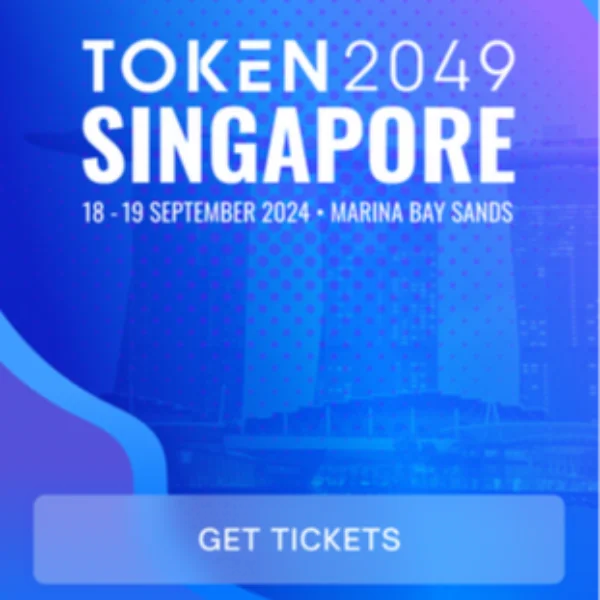 TOKEN2049
SINGAPORE
18 - 19 SEPTEMBER 2024 • MARINA BAY SANDS
GET TICKETS